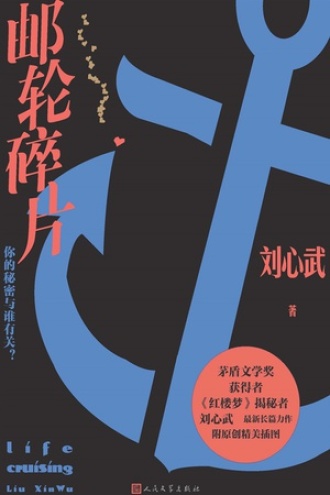 邮轮碎片
你的秘密与谁有关？
刘心武
著
茅盾文学奖
获得者
《红楼梦》揭秘者
刘心武 最新长篇力作
附原创精美插图
life
cruising
Liu XinWu
人民文学出版社